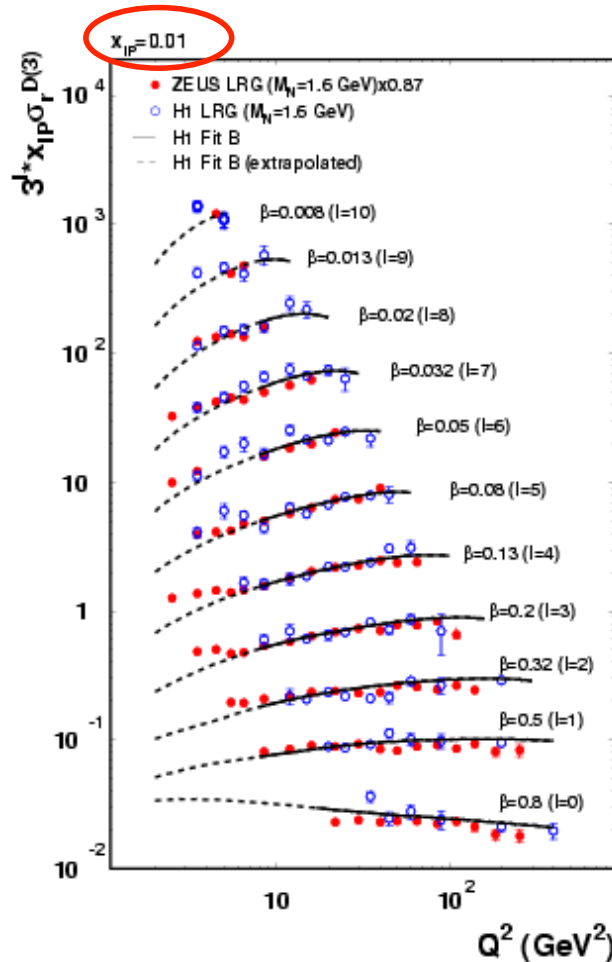 x_IP=0.01
ZEUS LRG (M_N=1.6 GeV)x0.87
H1 LRG (M_N=1.6 GeV)
H1 Fit B
H1 Fit B (extrapolated)
3^l*x_IP σ_r^D(3)
10^4
10^3
10^2
10
1
10^-1
10^-2
β=0.008 (l=10)
β=0.013 (l=9)
β=0.02 (l=8)
β=0.032 (l=7)
β=0.05 (l=6)
β=0.08 (l=5)
β=0.13 (l=4)
β=0.2 (l=3)
β=0.32 (l=2)
β=0.5 (l=1)
β=0.8 (l=0)
10
10^2
Q^2 (GeV^2)